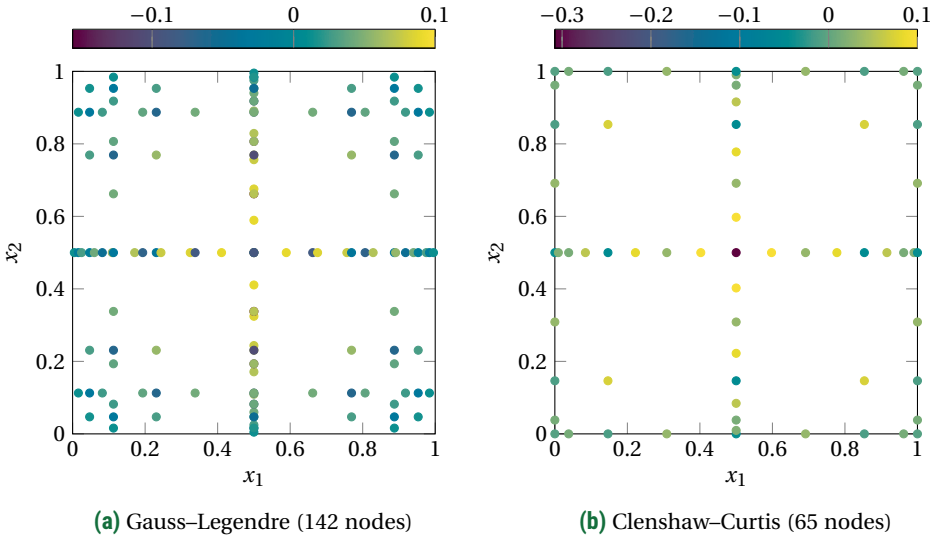 −0.1 0 0.1
−0.3 −0.2 −0.1 0 0.1
1
0.8
0.6
0.4
0.2
0
x2
0 0.2 0.4 0.6 0.8 1
x1
1
0.8
0.6
0.4
0.2
0
x2
0 0.2 0.4 0.6 0.8 1
x1
(a) Gauss–Legendre (142 nodes)
(b) Clenshaw–Curtis (65 nodes)